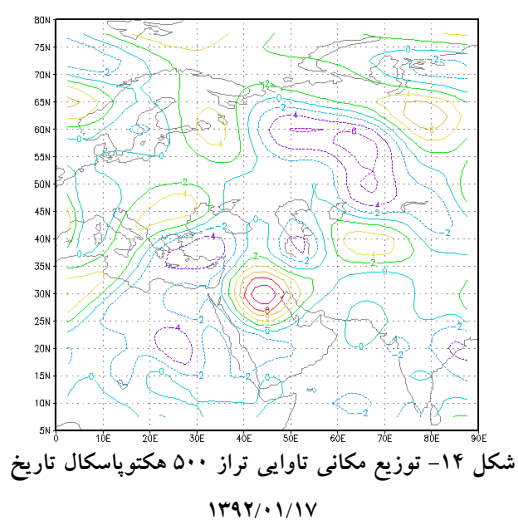 80N
75N
70N
65N
60N
55N
50N
45N
40N
35N
30N
25N
20N
15N
10N
5N
0 10E 20E 30E 40E 50E 60E 70E 80E 90E
شکل ۱۴- توزیع مکانی تاوایی تراز ۵۰۰ هکتوپاسکال تاریخ
۱۳۹۲/۰۱/۱۷